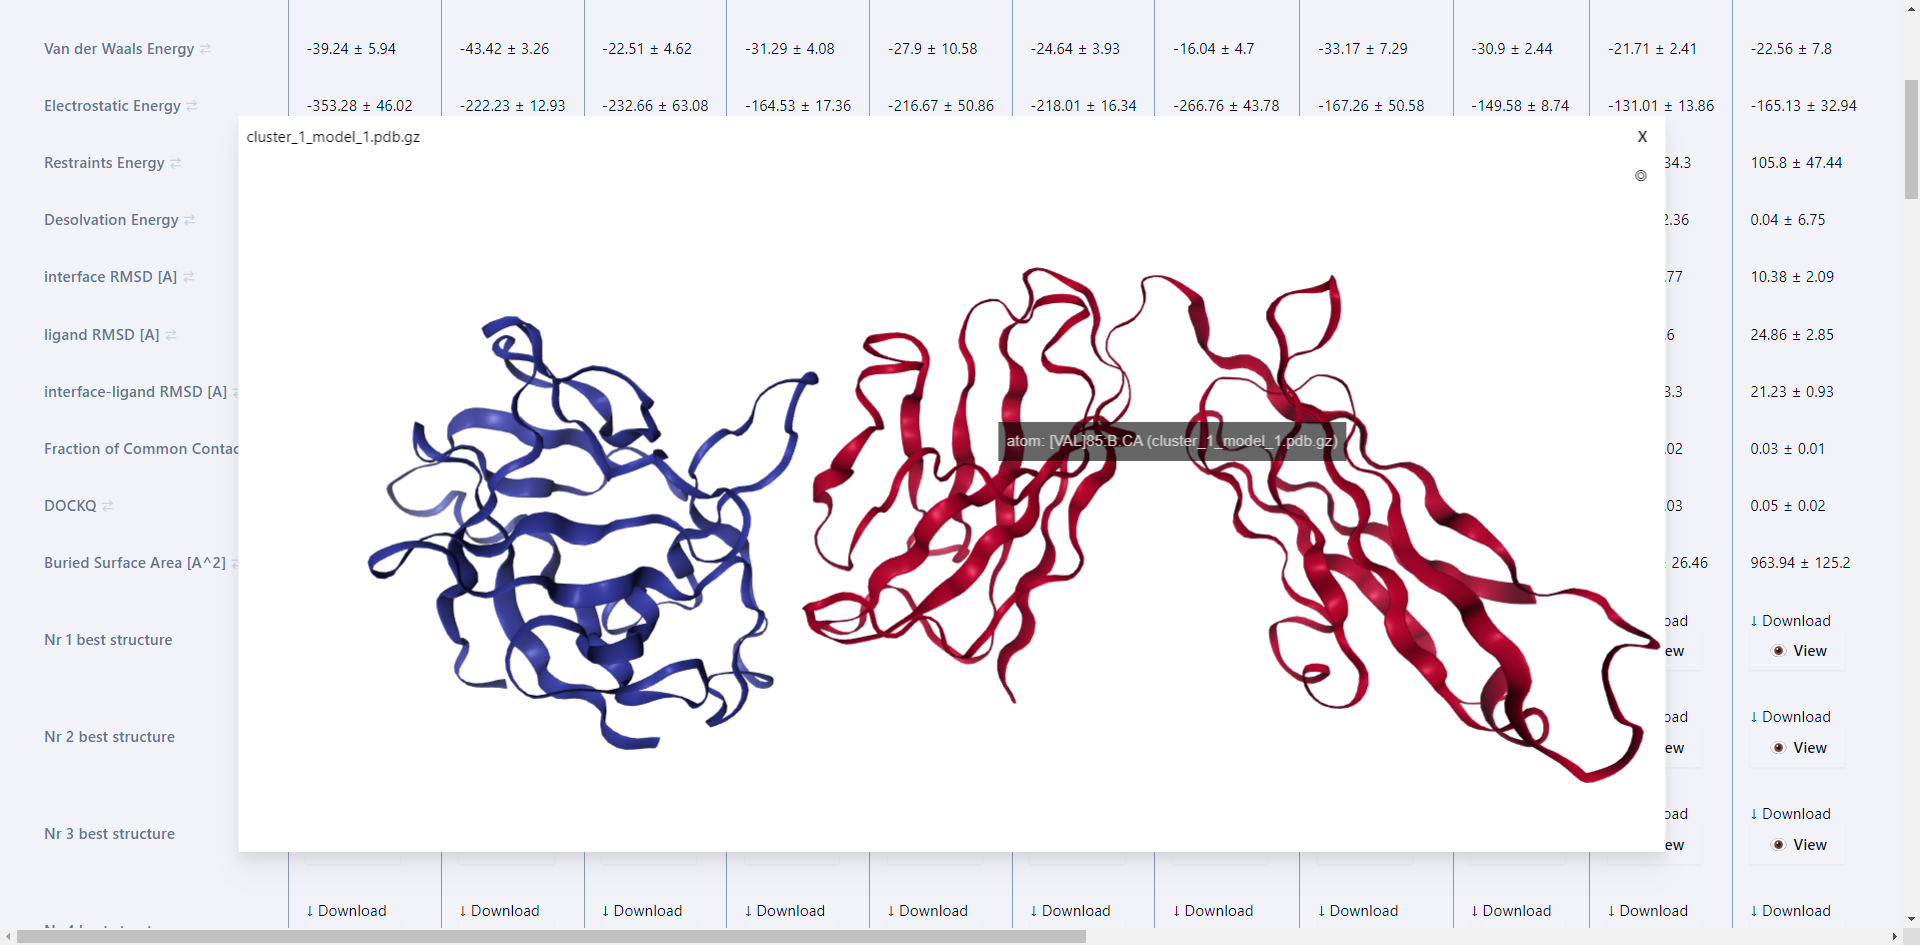 Van der Waals Energy ⇄ -39.24 ± 5.94 -43.42 ± 3.26 -22.51 ± 4.62 -31.29 ± 4.08 -27.9 ± 10.58 -24.64 ± 3.93 -16.04 ± 4.7 -33.17 ± 7.29 -30.9 ± 2.44 -21.71 ± 2.41 -22.56 ± 7.8
Electrostatic Energy ⇄ -353.28 ± 46.02 -222.23 ± 12.93 -232.66 ± 63.08 -164.53 ± 17.36 -216.67 ± 50.86 -218.01 ± 16.34 -266.76 ± 43.78 -167.26 ± 50.58 -149.58 ± 8.74 -131.01 ± 13.86 -165.13 ± 32.94
cluster_1_model_1.pdb.gz X
Restraints Energy ⇄ 34.3 105.8 ± 47.44
Desolvation Energy ⇄ 2.36 0.04 ± 6.75
interface RMSD [A] ⇄ .77 10.38 ± 2.09
ligand RMSD [A] ⇄ .6 24.86 ± 2.85
interface-ligand RMSD [A] 3.3 21.23 ± 0.93
atom: [VAL]85:B.CA (cluster_1_model_1.pdb.gz)
Fraction of Common Contac .02 0.03 ± 0.01
DOCKQ ⇄ .03 0.05 ± 0.02
Buried Surface Area [A^2] 26.46 963.94 ± 125.2
Nr 1 best structure
oad ↓ Download
ew View
Nr 2 best structure
oad ↓ Download
ew View
Nr 3 best structure
oad ↓ Download
ew View
↓ Download ↓ Download ↓ Download ↓ Download ↓ Download ↓ Download ↓ Download ↓ Download ↓ Download ↓ Download ↓ Download